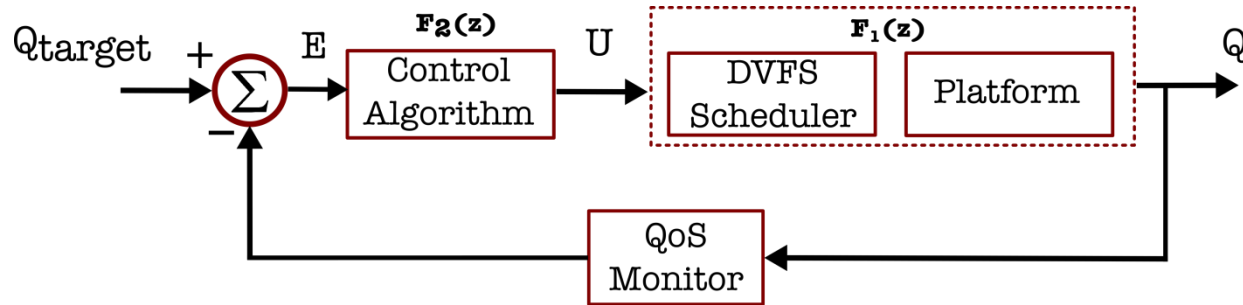 Qtarget
+
−
Σ
E
F2(z)
Control
Algorithm
U
F₁(z)
DVFS
Scheduler
Platform
Q
QoS
Monitor